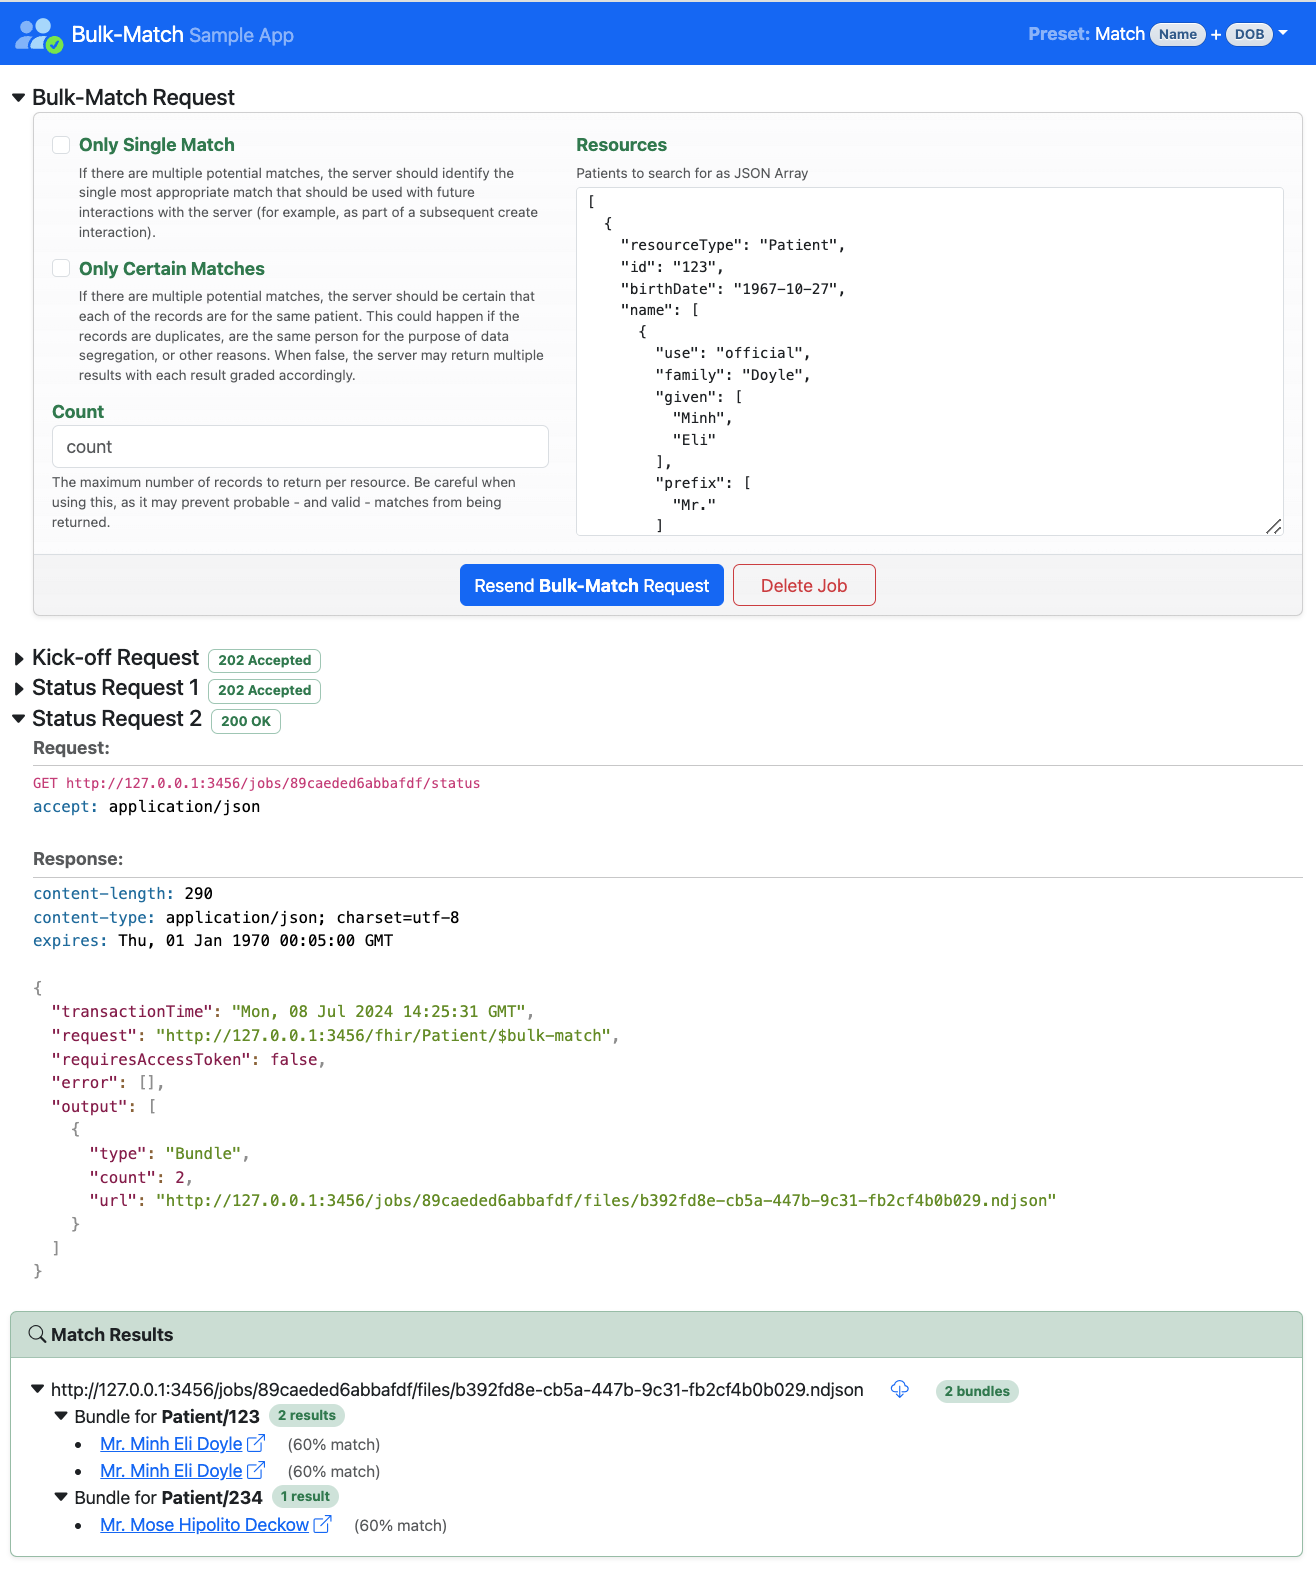 Bulk-Match Sample App
Preset: Match Name + DOB
Bulk-Match Request
Only Single Match
If there are multiple potential matches, the server should identify the
single most appropriate match that should be used with future
interactions with the server (for example, as part of a subsequent create
interaction).
Only Certain Matches
If there are multiple potential matches, the server should be certain that
each of the records are for the same patient. This could happen if the
records are duplicates, are the same person for the purpose of data
segregation, or other reasons. When false, the server may return multiple
results with each result graded accordingly.
Count
count
The maximum number of records to return per resource. Be careful when
using this, as it may prevent probable - and valid - matches from being
returned.
Resources
Patients to search for as JSON Array
[
{
"resourceType": "Patient",
"id": "123",
"birthDate": "1967-10-27",
"name": [
{
"use": "official",
"family": "Doyle",
"given": [
"Minh",
"Eli"
],
"prefix": [
"Mr."
]
Resend Bulk-Match Request
Delete Job
Kick-off Request 202 Accepted
Status Request 1 202 Accepted
Status Request 2 200 OK
Request:
GET http://127.0.0.1:3456/jobs/89caeded6abbafdf/status
accept: application/json
Response:
content-length: 290
content-type: application/json; charset=utf-8
expires: Thu, 01 Jan 1970 00:05:00 GMT
{
"transactionTime": "Mon, 08 Jul 2024 14:25:31 GMT",
"request": "http://127.0.0.1:3456/fhir/Patient/$bulk-match",
"requiresAccessToken": false,
"error": [],
"output": [
{
"type": "Bundle",
"count": 2,
"url": "http://127.0.0.1:3456/jobs/89caeded6abbafdf/files/b392fd8e-cb5a-447b-9c31-fb2cf4b0b029.ndjson"
}
]
}
Match Results
http://127.0.0.1:3456/jobs/89caeded6abbafdf/files/b392fd8e-cb5a-447b-9c31-fb2cf4b0b029.ndjson 2 bundles
Bundle for Patient/123 2 results
• Mr. Minh Eli Doyle (60% match)
• Mr. Minh Eli Doyle (60% match)
Bundle for Patient/234 1 result
• Mr. Mose Hipolito Deckow (60% match)